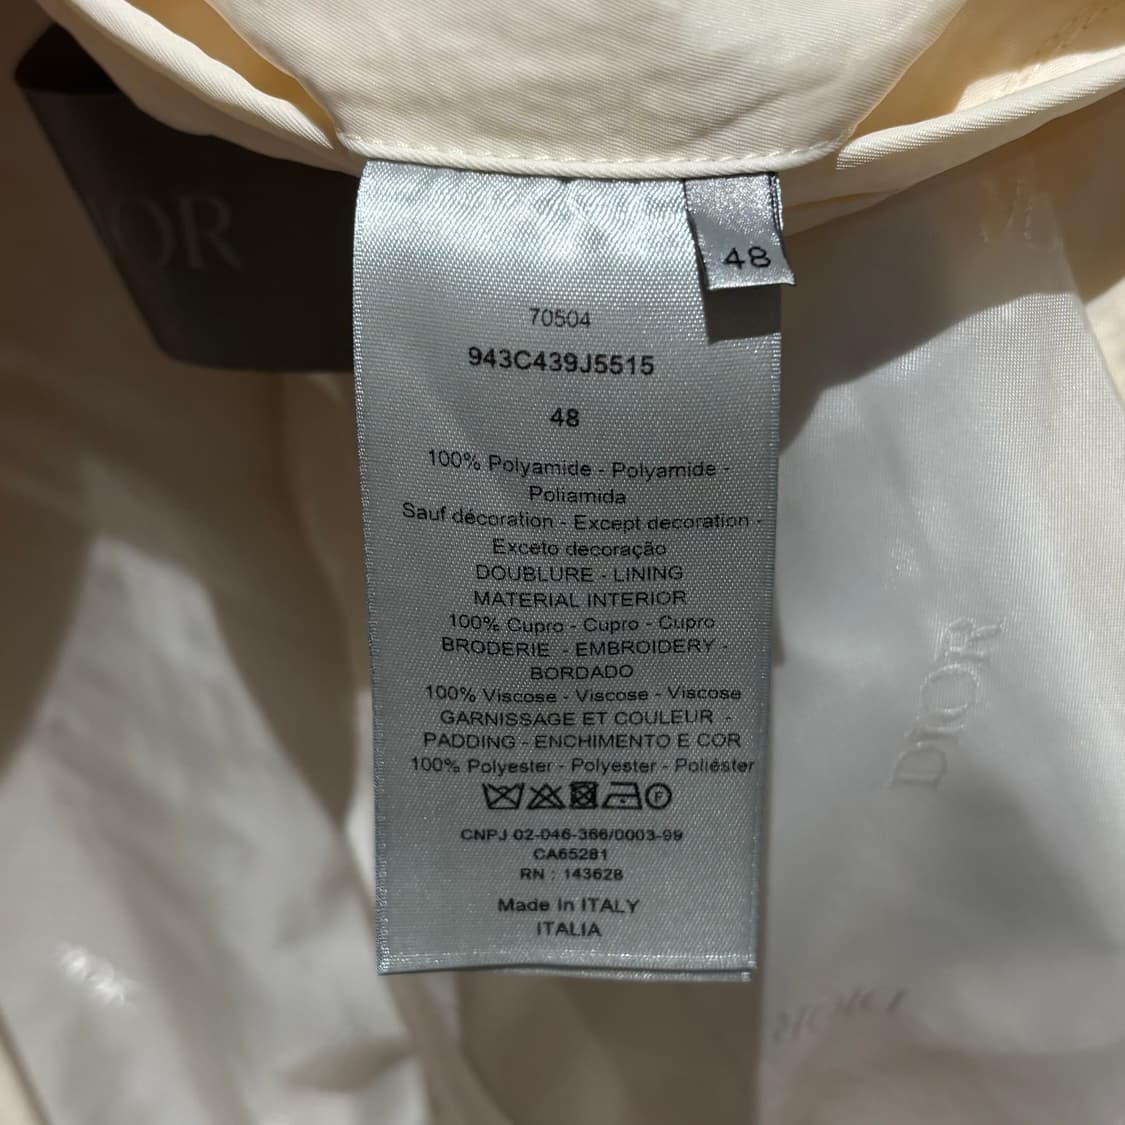 DIOR
48
70504
943C439J5515
48
100% Polyamide - Polyamide -
Poliamida
Sauf décoration - Except decoration -
Exceto decoração
DOUBLURE - LINING
MATERIAL INTERIOR
100% Cupro - Cupro - Cupro
BRODERIE - EMBROIDERY -
BORDADO
100% Viscose - Viscose - Viscose
GARNISSAGE ET COULEUR -
PADDING - ENCHIMENTO E COR
100% Polyester - Polyester - Poliéster
F
CNPJ 02-046-366/0003-99
CA65281
RN : 143628
Made in ITALY
ITALIA
DIOR
DIOR